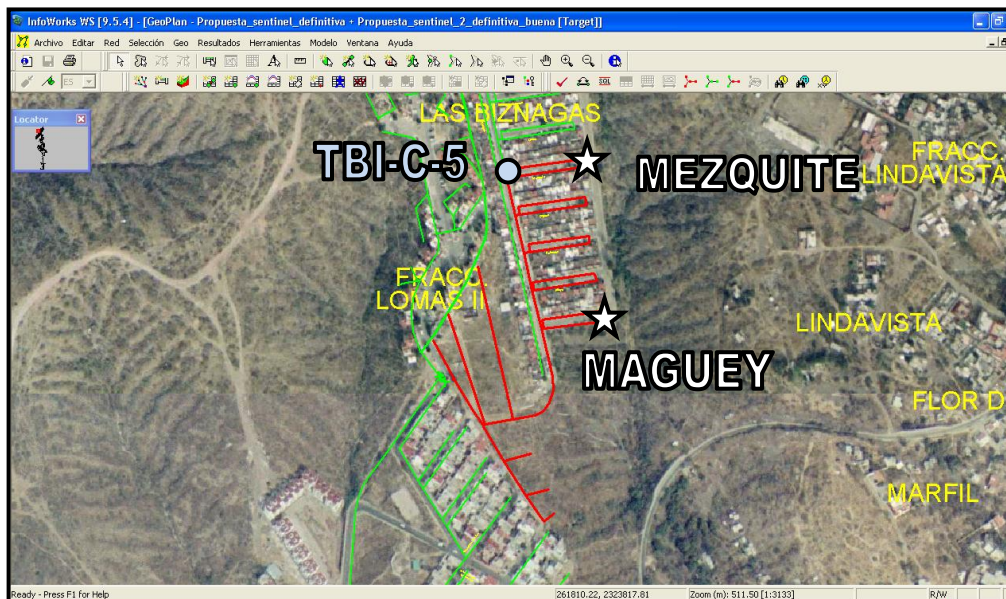 InfoWorks WS [9.5.4] - [GeoPlan - Propuesta_sentinel_definitiva + Propuesta_sentinel_2_definitiva_buena [Target]]
Archivo Editar Red Selección Geo Resultados Herramientas Modelo Ventana Ayuda
ES
SQL
Locator
LAS BIZNAGAS
TBI-C-5
MEZQUITE
FRACC.
LINDAVISTA
FRACC.
LOMAS II
LINDAVISTA
MAGUEY
FLOR D
MARFIL
Ready - Press F1 for Help
261810.22, 2323817.81
Zoom (m): 511.50 [1:3133]
R/W